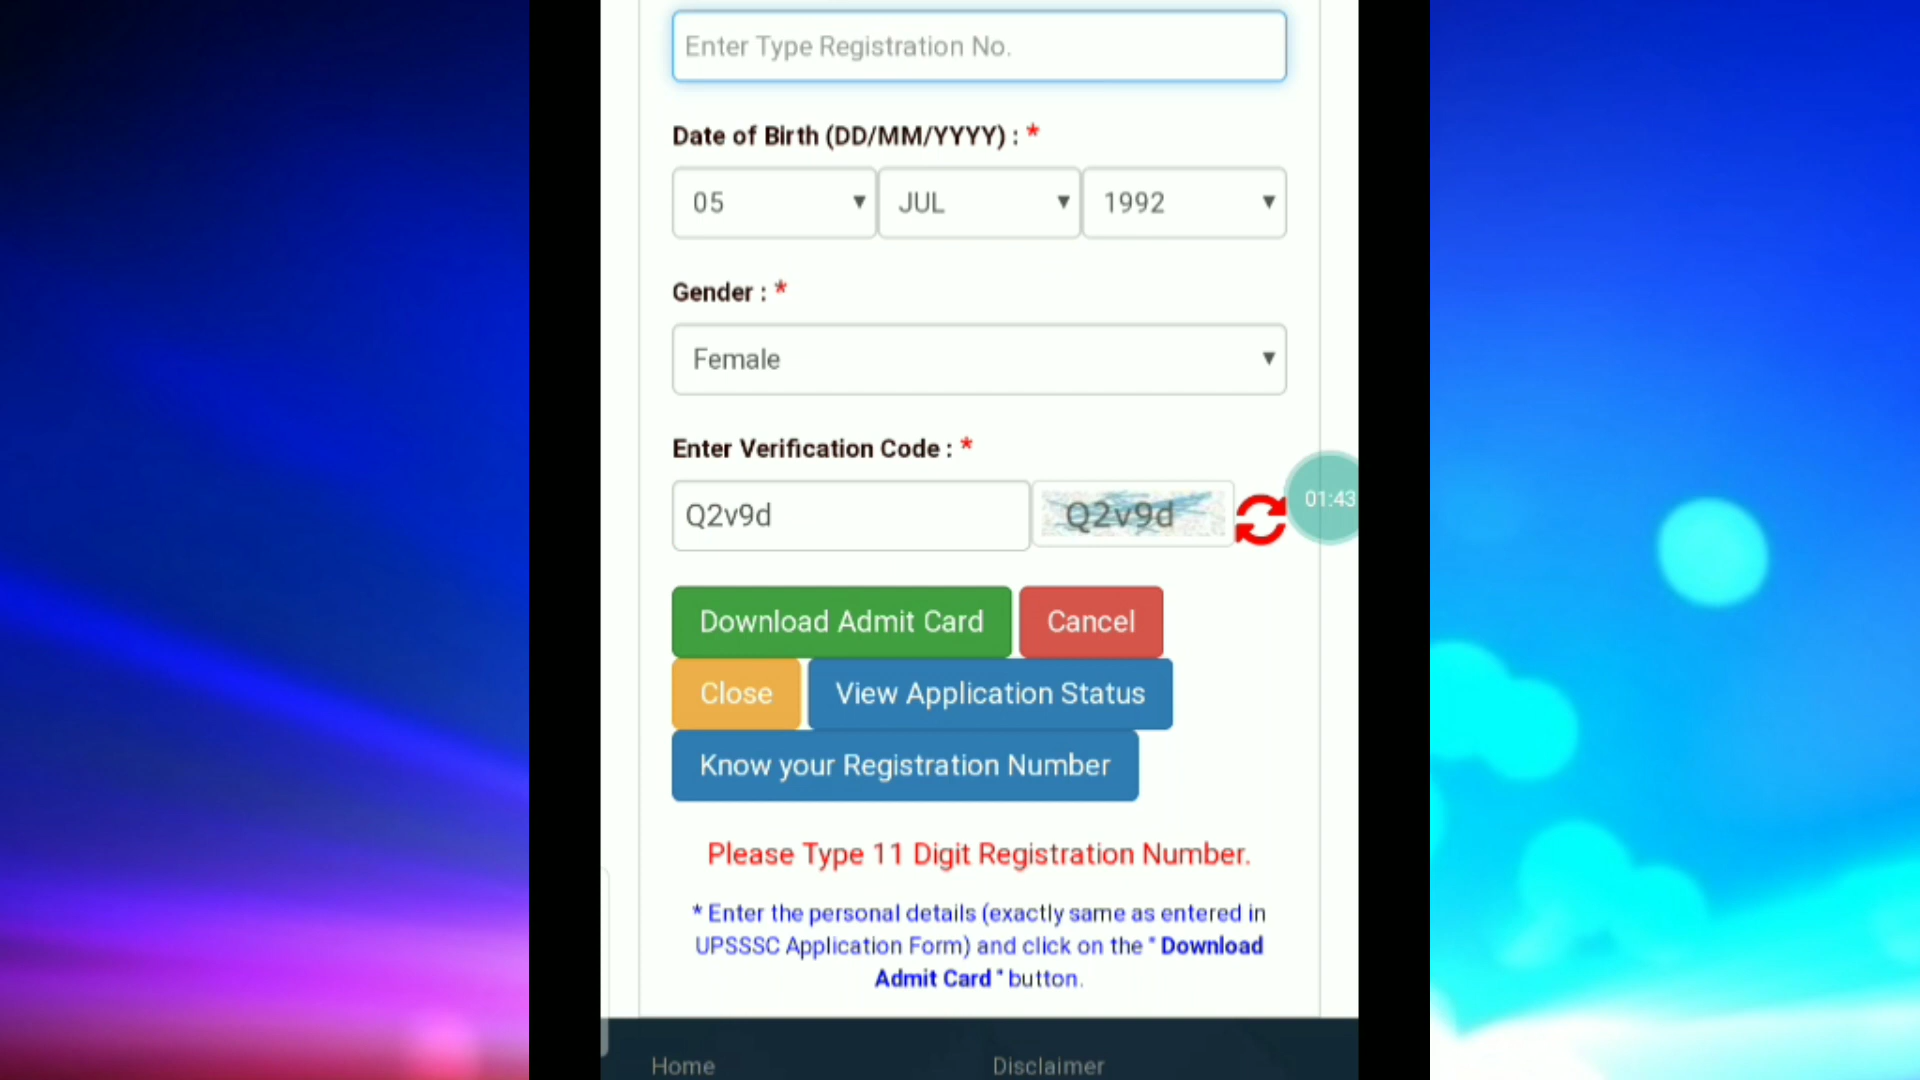 Enter Type Registration No.
Date of Birth (DD/MM/YYYY) : *
05 JUL 1992
Gender : *
Female
Enter Verification Code : *
Q2v9d Q2v9d 01:43
Download Admit Card Cancel
Close View Application Status
Know your Registration Number
Please Type 11 Digit Registration Number.
* Enter the personal details (exactly same as entered in
UPSSSC Application Form) and click on the " Download
Admit Card " button.
Home Disclaimer